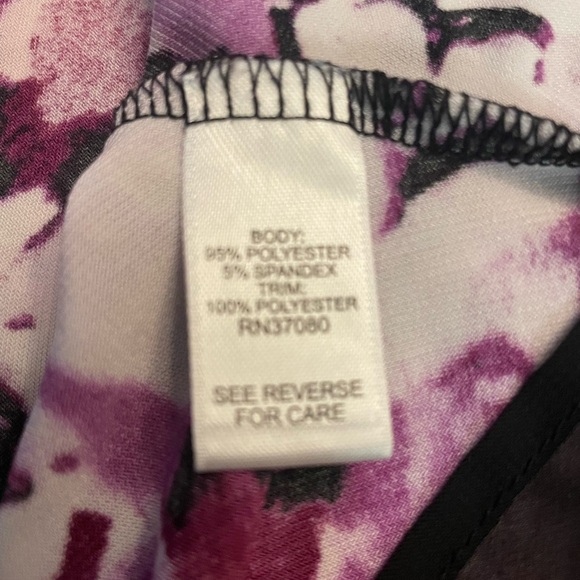 BODY:
95% POLYESTER
5% SPANDEX
TRIM:
100% POLYESTER
RN37080
SEE REVERSE
FOR CARE